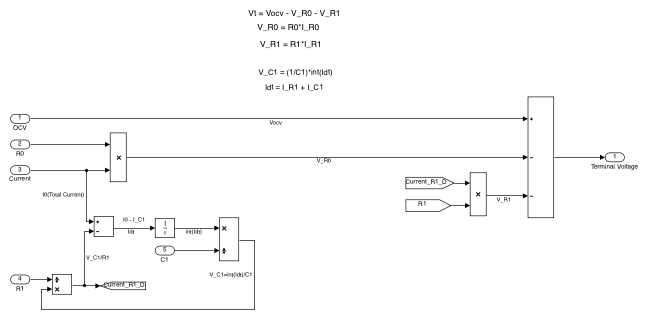 Vt = Vocv - V_R0 - V_R1
V_R0 = R0*I_R0
V_R1 = R1*I_R1
V_C1 = (1/C1)*int(Idt)
Idt = I_R1 + I_C1
1
OCV
Vocv
2
R0
3
Current
V_R0
1
Terminal Voltage
Current_R1_D
R1
V_R1
I0(Total Current)
I0 - I_C1
Idt
1
s
int(Idt)
5
C1
V_C1/R1
V_C1=int(Idt)/C1
4
R1
Current_R1_D